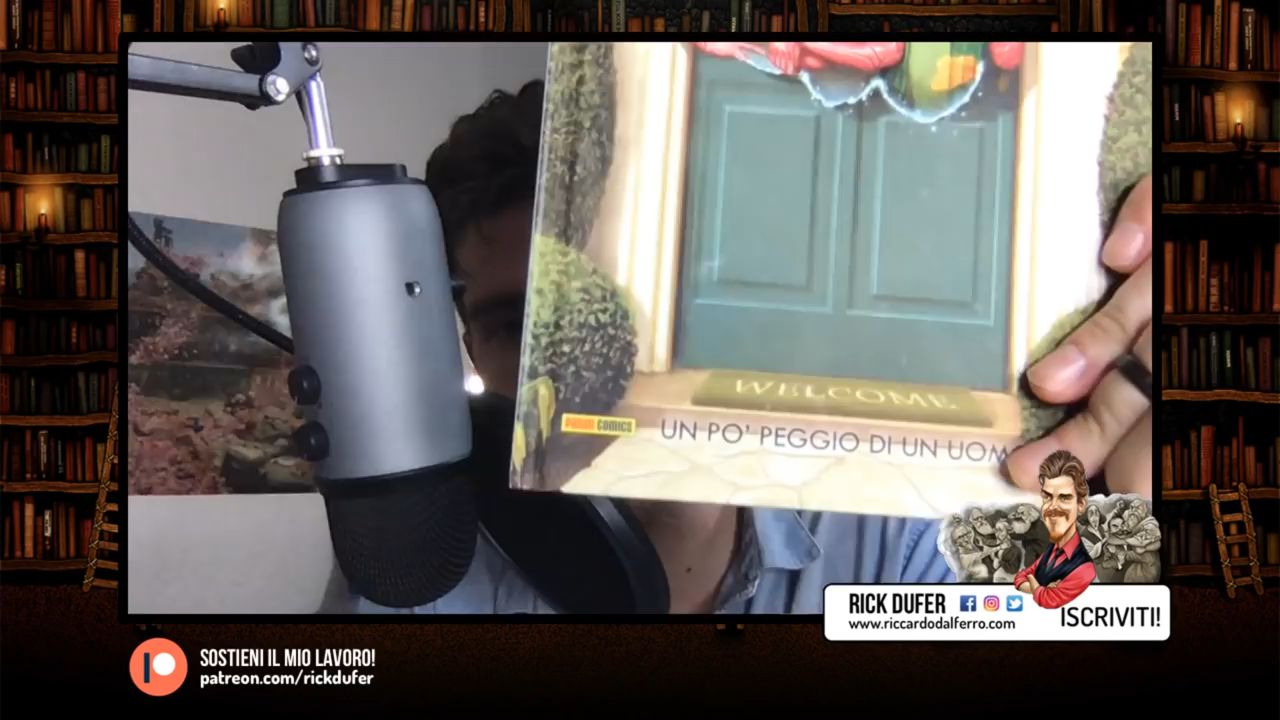 WELCOME
PANINI COMICS
UN PO' PEGGIO DI UN UOM
RICK DUFER
www.riccardodalferro.com
ISCRIVITI!
SOSTIENI IL MIO LAVORO!
patreon.com/rickdufer